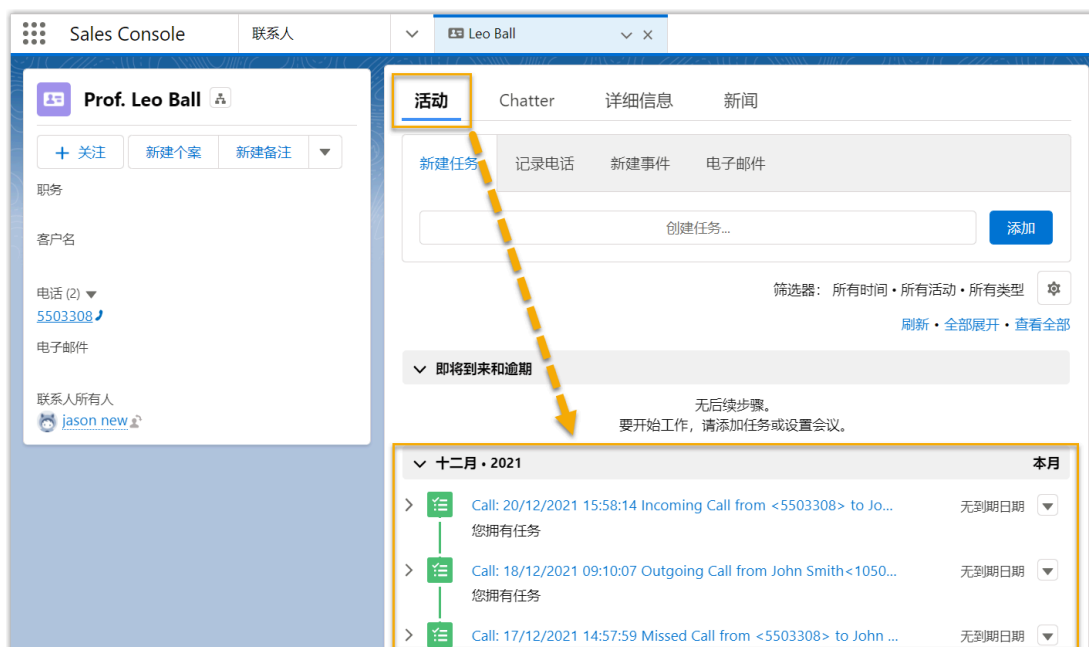 Sales Console
联系人
Leo Ball
Prof. Leo Ball
+ 关注
新建个案
新建备注
职务
客户名
电话 (2)
5503308
电子邮件
联系人所有人
jason new
活动
Chatter
详细信息
新闻
新建任务
记录电话
新建事件
电子邮件
创建任务...
添加
筛选器： 所有时间 • 所有活动 • 所有类型
刷新 • 全部展开 • 查看全部
即将到来和逾期
无后续步骤。
要开始工作，请添加任务或设置会议。
十二月 • 2021
本月
Call: 20/12/2021 15:58:14 Incoming Call from <5503308> to Jo...
无到期日期
您拥有任务
Call: 18/12/2021 09:10:07 Outgoing Call from John Smith<1050...
无到期日期
您拥有任务
Call: 17/12/2021 14:57:59 Missed Call from <5503308> to John ...
无到期日期